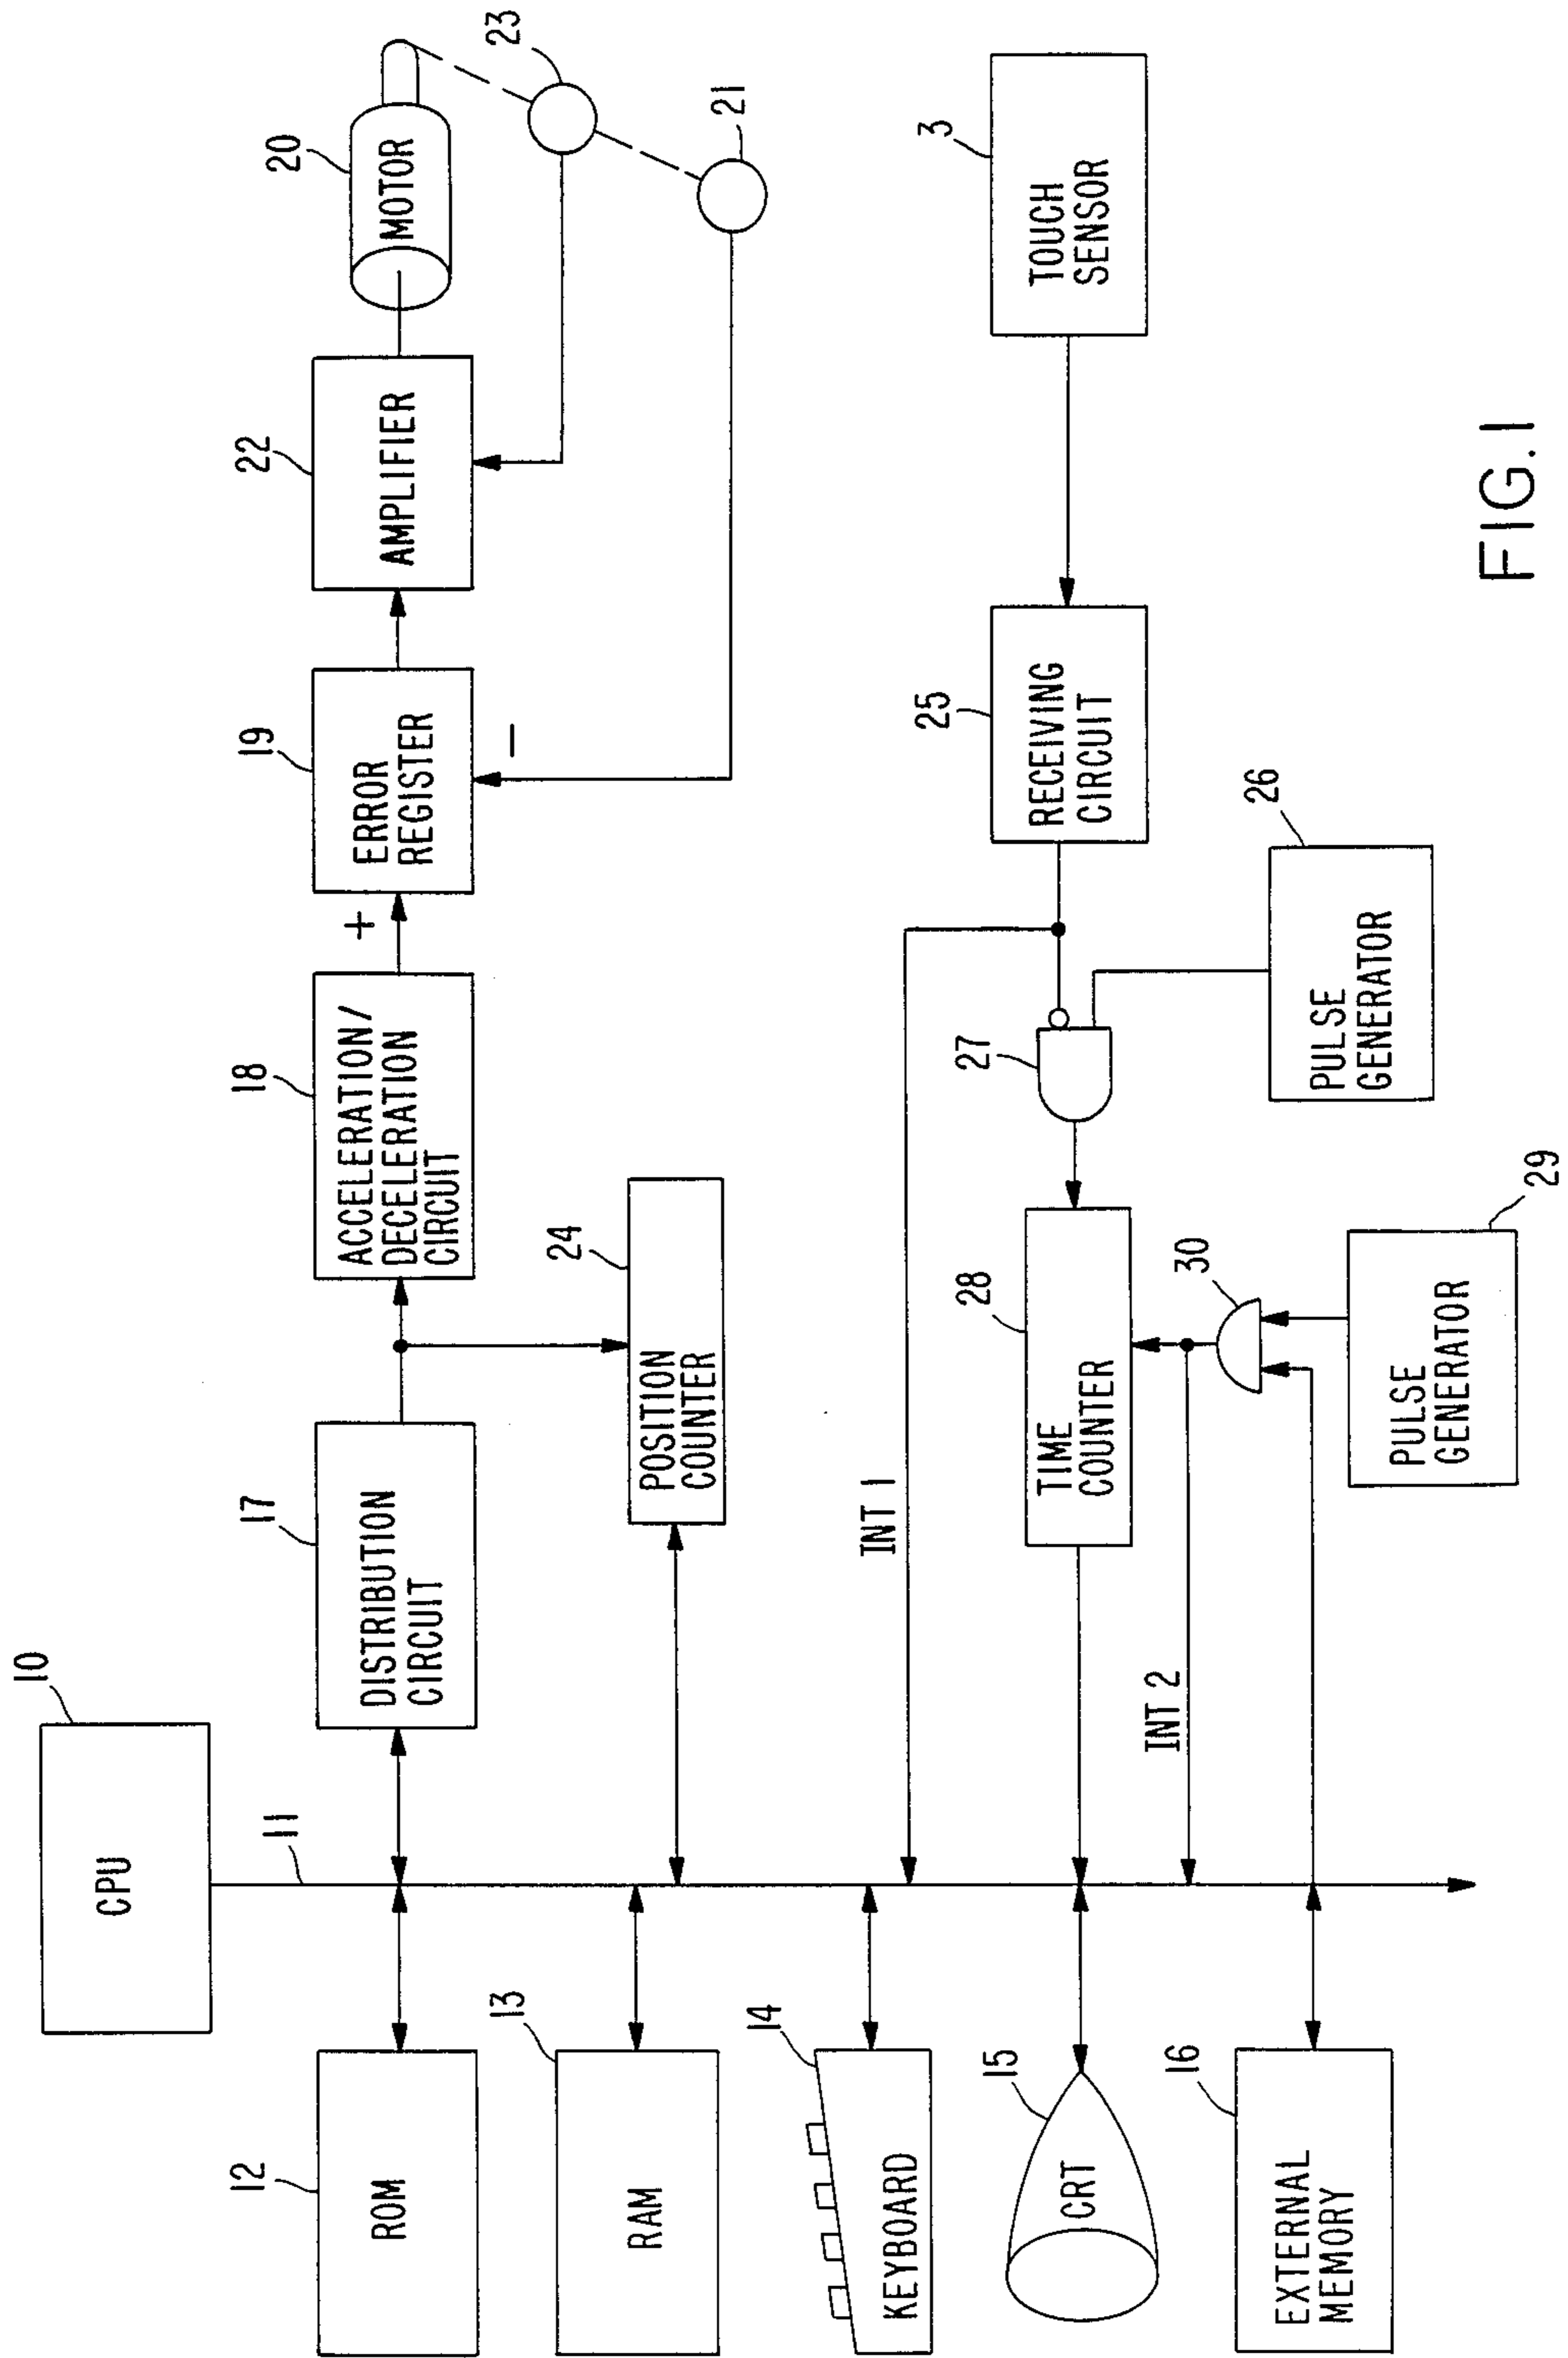 10
CPU
11
12
ROM
13
RAM
14
KEYBOARD
15
CRT
16
EXTERNAL
MEMORY
17
DISTRIBUTION
CIRCUIT
18
ACCELERATION/
DECELERATION
CIRCUIT
+
19
ERROR
REGISTER
−
22
AMPLIFIER
20
MOTOR
23
21
24
POSITION
COUNTER
INT 1
3
TOUCH
SENSOR
25
RECEIVING
CIRCUIT
27
26
PULSE
GENERATOR
28
TIME
COUNTER
INT 2
30
29
PULSE
GENERATOR
FIG. 1